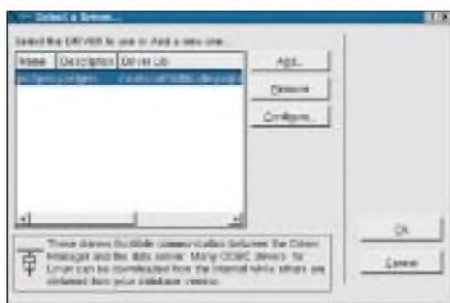 Select a Driver...
Select the DRIVER to use or Add a new one...
Name Description Driver Lib
Add...
Remove
Configure...
These drivers facilitate communication between the Driver
Manager and the data server. Many ODBC drivers for
Linux can be downloaded from the Internet while others are
obtained from your database vendor.
Ok
Cancel